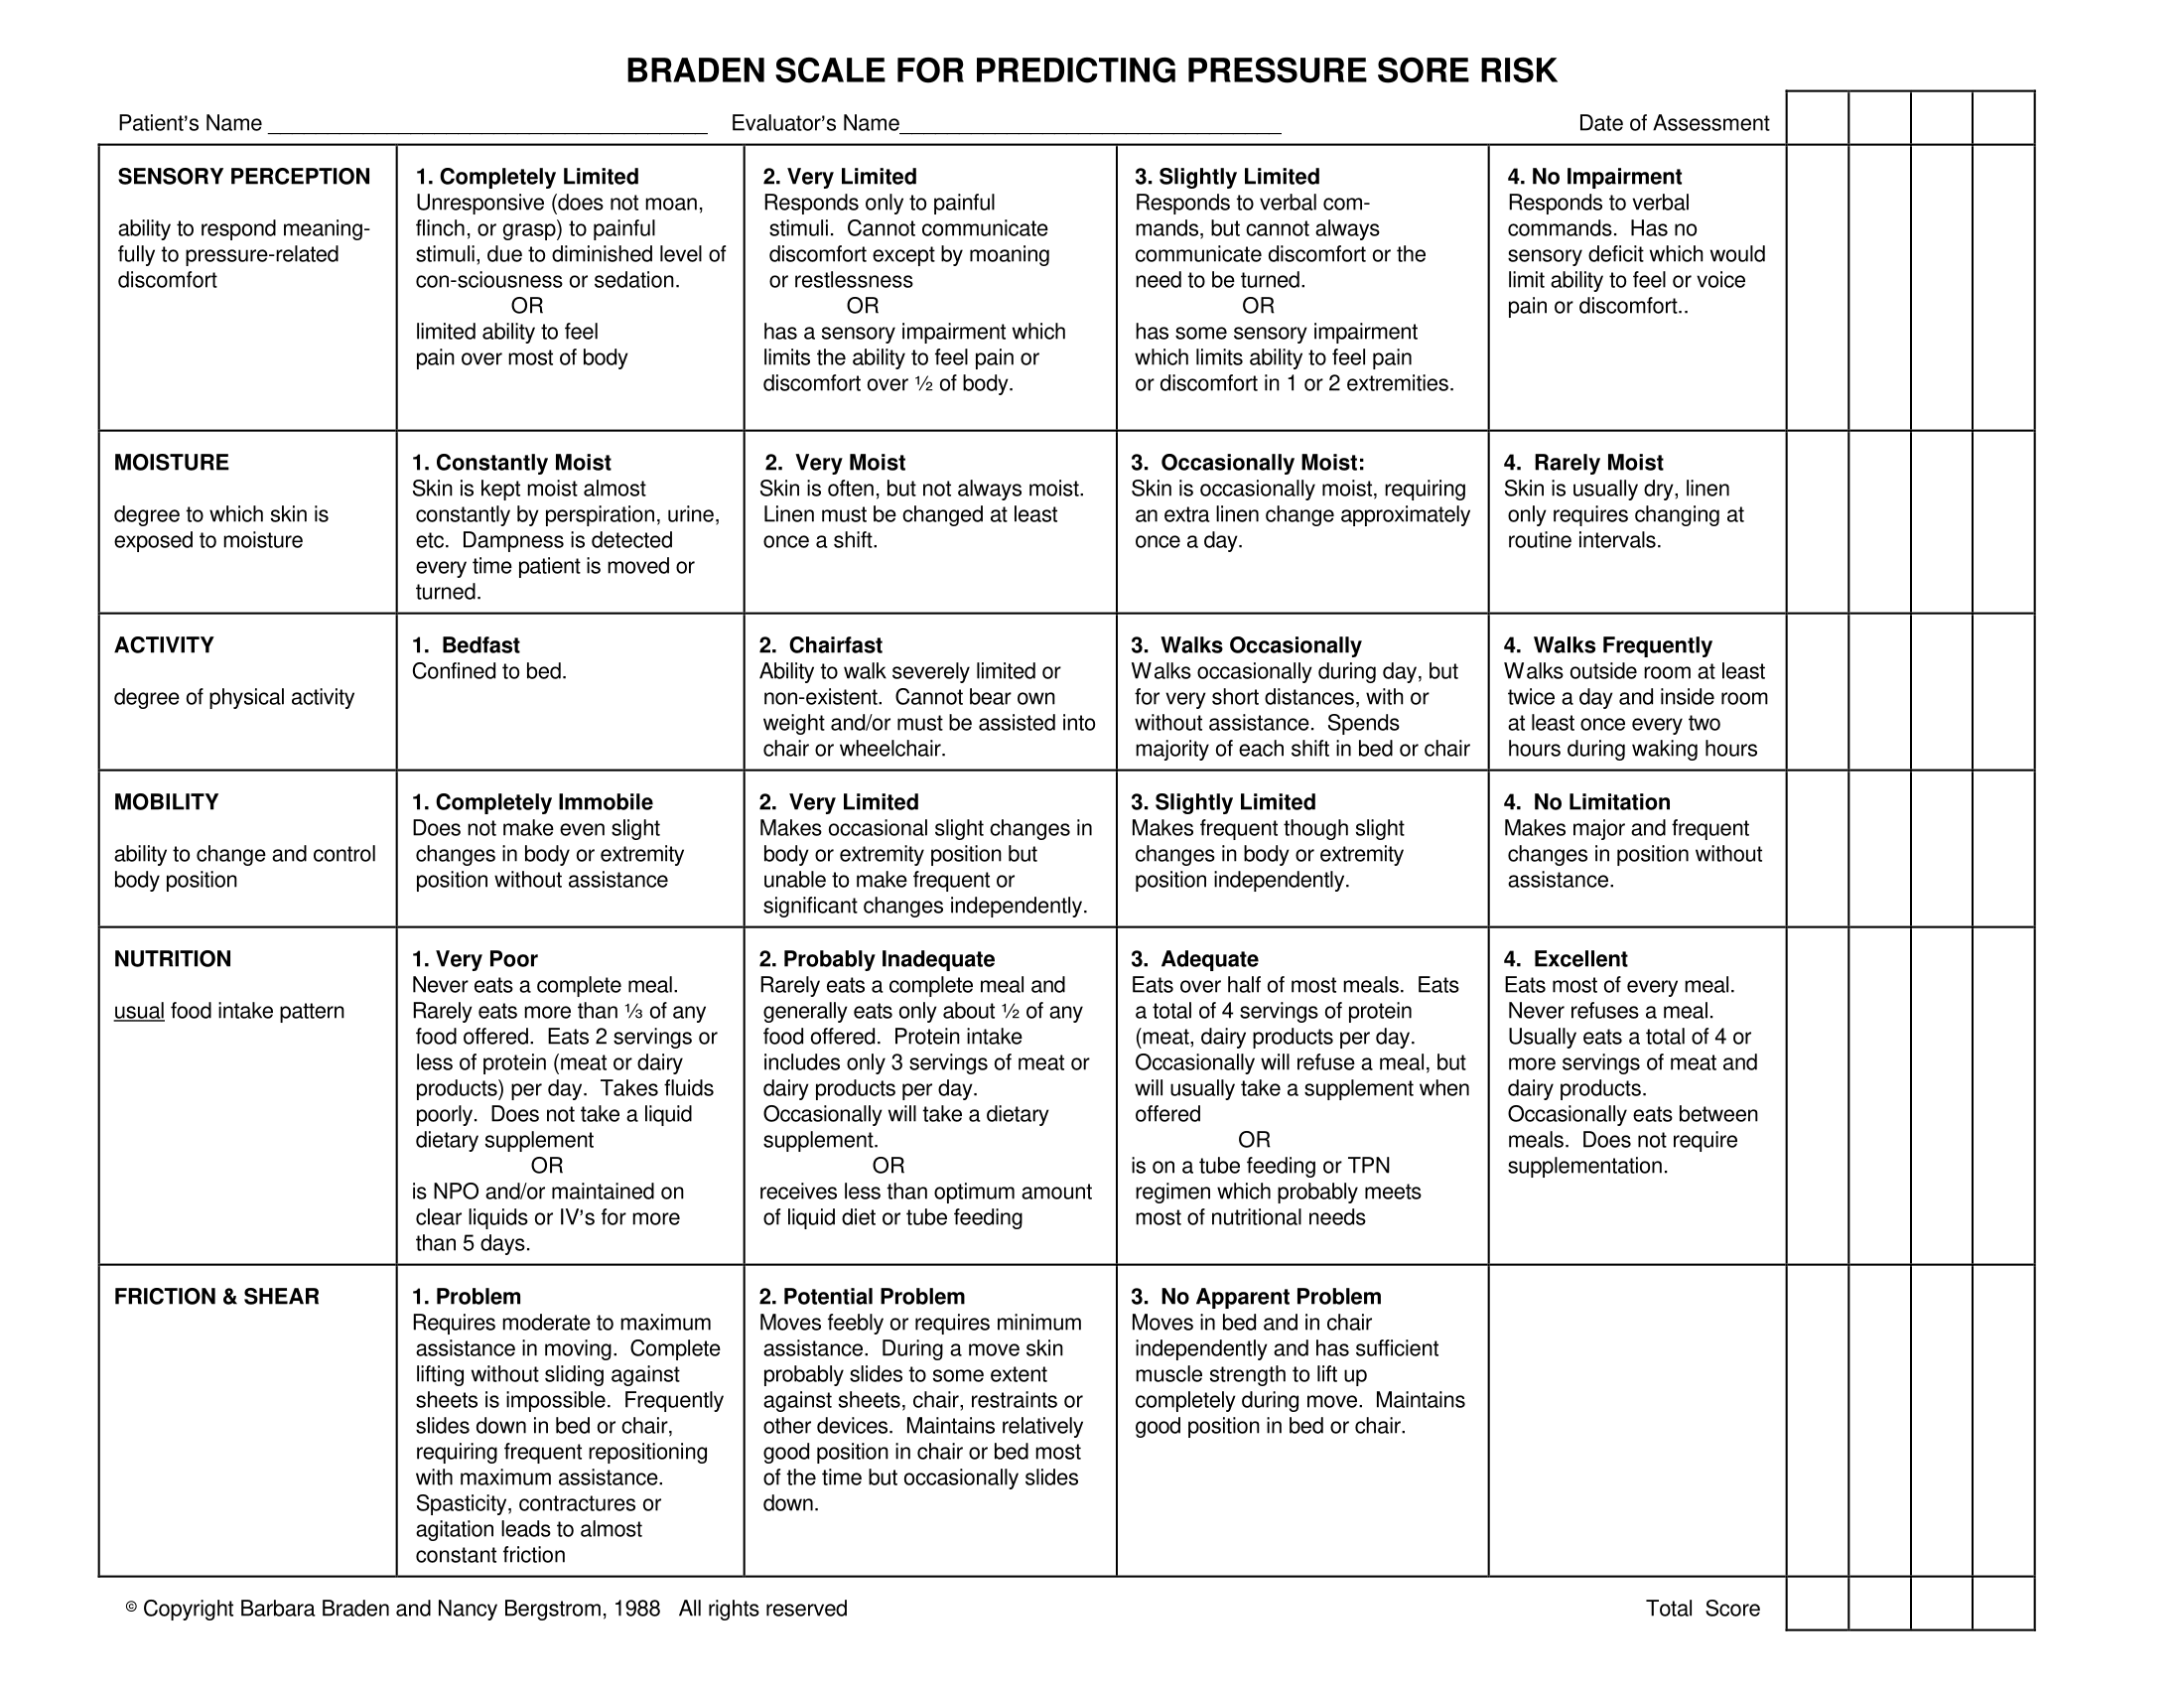 BRADEN SCALE FOR PREDICTING PRESSURE SORE RISK
Patient’s Name ____________________________________ Evaluator’s Name________________________________ Date of Assessment
SENSORY PERCEPTION
ability to respond meaning-
fully to pressure-related
discomfort
1. Completely Limited
Unresponsive (does not moan,
flinch, or grasp) to painful
stimuli, due to diminished level of
con-sciousness or sedation.
OR
limited ability to feel
pain over most of body
2. Very Limited
Responds only to painful
stimuli. Cannot communicate
discomfort except by moaning
or restlessness
OR
has a sensory impairment which
limits the ability to feel pain or
discomfort over ½ of body.
3. Slightly Limited
Responds to verbal com-
mands, but cannot always
communicate discomfort or the
need to be turned.
OR
has some sensory impairment
which limits ability to feel pain
or discomfort in 1 or 2 extremities.
4. No Impairment
Responds to verbal
commands. Has no
sensory deficit which would
limit ability to feel or voice
pain or discomfort..
MOISTURE
degree to which skin is
exposed to moisture
1. Constantly Moist
Skin is kept moist almost
constantly by perspiration, urine,
etc. Dampness is detected
every time patient is moved or
turned.
2. Very Moist
Skin is often, but not always moist.
Linen must be changed at least
once a shift.
3. Occasionally Moist:
Skin is occasionally moist, requiring
an extra linen change approximately
once a day.
4. Rarely Moist
Skin is usually dry, linen
only requires changing at
routine intervals.
ACTIVITY
degree of physical activity
1. Bedfast
Confined to bed.
2. Chairfast
Ability to walk severely limited or
non-existent. Cannot bear own
weight and/or must be assisted into
chair or wheelchair.
3. Walks Occasionally
Walks occasionally during day, but
for very short distances, with or
without assistance. Spends
majority of each shift in bed or chair
4. Walks Frequently
Walks outside room at least
twice a day and inside room
at least once every two
hours during waking hours
MOBILITY
ability to change and control
body position
1. Completely Immobile
Does not make even slight
changes in body or extremity
position without assistance
2. Very Limited
Makes occasional slight changes in
body or extremity position but
unable to make frequent or
significant changes independently.
3. Slightly Limited
Makes frequent though slight
changes in body or extremity
position independently.
4. No Limitation
Makes major and frequent
changes in position without
assistance.
NUTRITION
usual food intake pattern
1. Very Poor
Never eats a complete meal.
Rarely eats more than ⅓ of any
food offered. Eats 2 servings or
less of protein (meat or dairy
products) per day. Takes fluids
poorly. Does not take a liquid
dietary supplement
OR
is NPO and/or maintained on
clear liquids or IV’s for more
than 5 days.
2. Probably Inadequate
Rarely eats a complete meal and
generally eats only about ½ of any
food offered. Protein intake
includes only 3 servings of meat or
dairy products per day.
Occasionally will take a dietary
supplement.
OR
receives less than optimum amount
of liquid diet or tube feeding
3. Adequate
Eats over half of most meals. Eats
a total of 4 servings of protein
(meat, dairy products per day.
Occasionally will refuse a meal, but
will usually take a supplement when
offered
OR
is on a tube feeding or TPN
regimen which probably meets
most of nutritional needs
4. Excellent
Eats most of every meal.
Never refuses a meal.
Usually eats a total of 4 or
more servings of meat and
dairy products.
Occasionally eats between
meals. Does not require
supplementation.
FRICTION & SHEAR
1. Problem
Requires moderate to maximum
assistance in moving. Complete
lifting without sliding against
sheets is impossible. Frequently
slides down in bed or chair,
requiring frequent repositioning
with maximum assistance.
Spasticity, contractures or
agitation leads to almost
constant friction
2. Potential Problem
Moves feebly or requires minimum
assistance. During a move skin
probably slides to some extent
against sheets, chair, restraints or
other devices. Maintains relatively
good position in chair or bed most
of the time but occasionally slides
down.
3. No Apparent Problem
Moves in bed and in chair
independently and has sufficient
muscle strength to lift up
completely during move. Maintains
good position in bed or chair.
© Copyright Barbara Braden and Nancy Bergstrom, 1988 All rights reserved Total Score